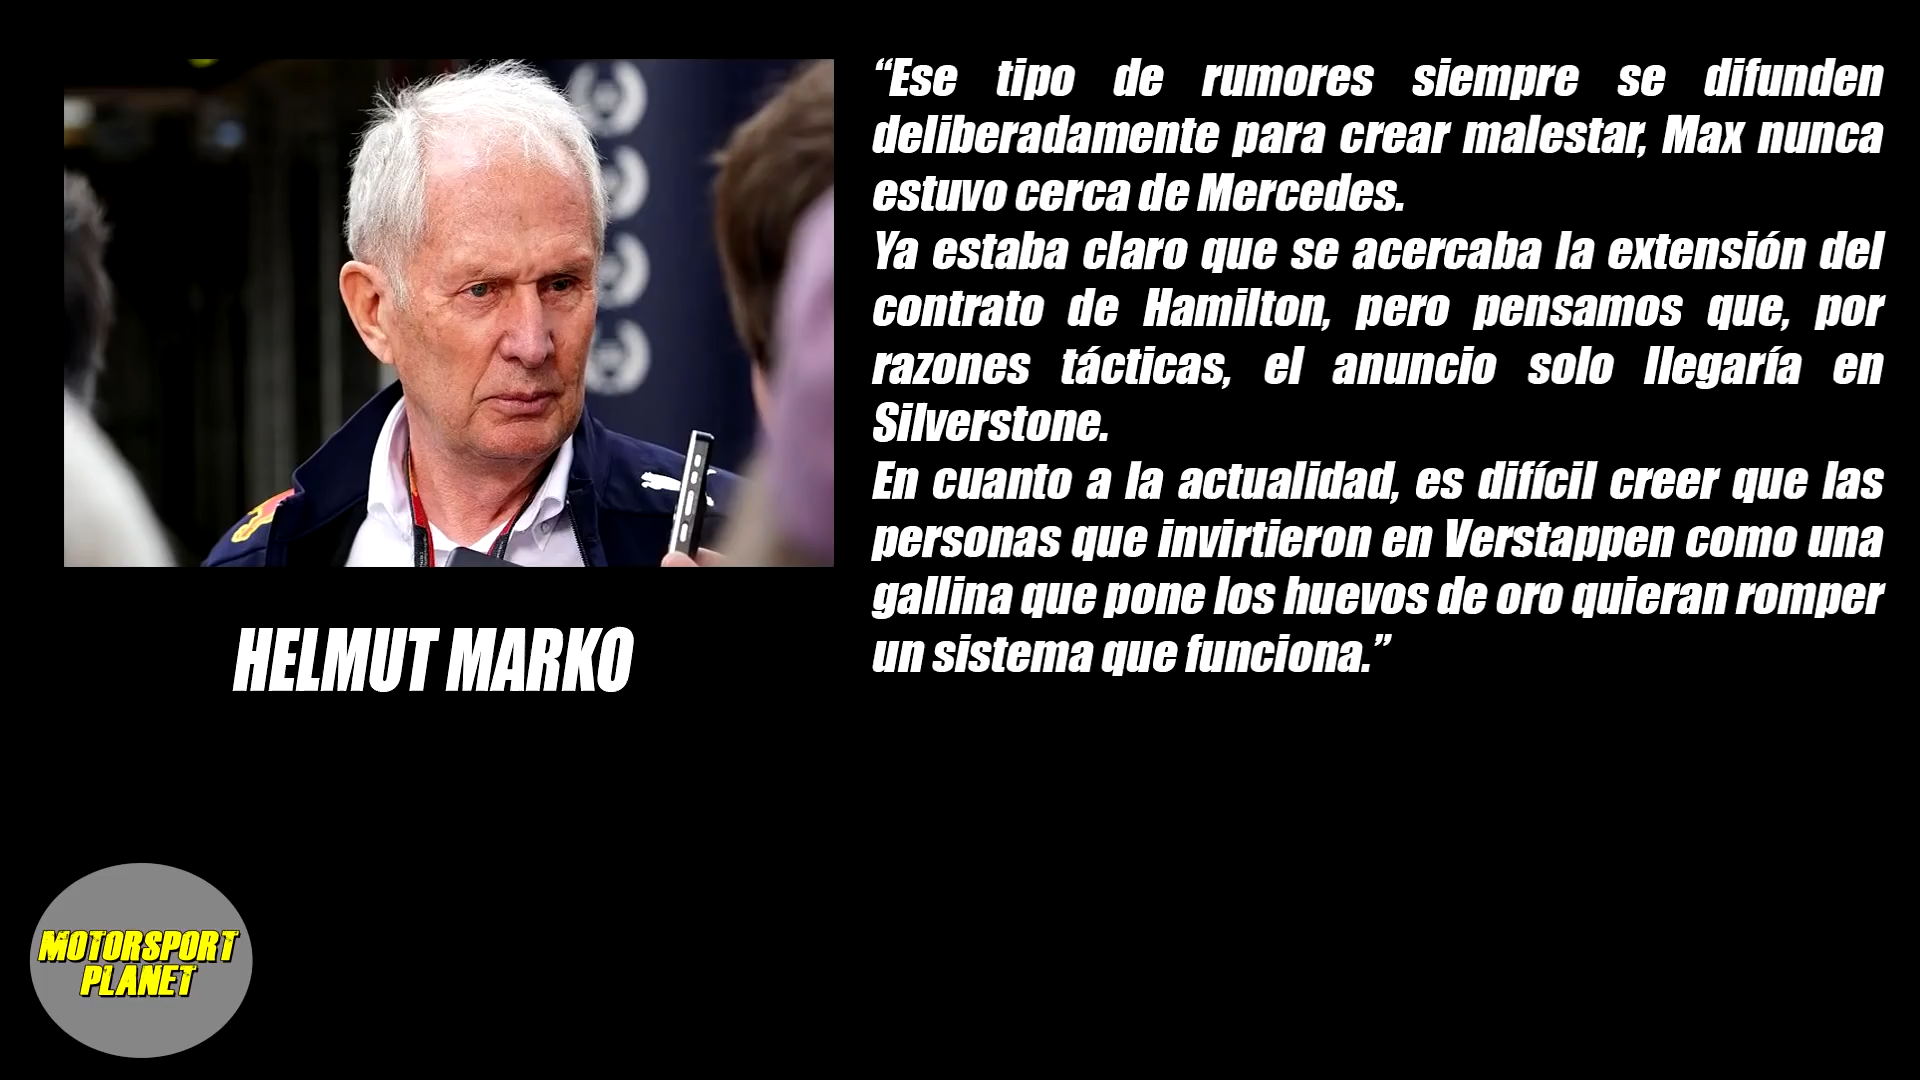 “Ese tipo de rumores siempre se difunden
deliberadamente para crear malestar, Max nunca
estuvo cerca de Mercedes.
Ya estaba claro que se acercaba la extensión del
contrato de Hamilton, pero pensamos que, por
razones tácticas, el anuncio solo llegaría en
Silverstone.
En cuanto a la actualidad, es difícil creer que las
personas que invirtieron en Verstappen como una
gallina que pone los huevos de oro quieran romper
un sistema que funciona.”
HELMUT MARKO
MOTORSPORT
PLANET